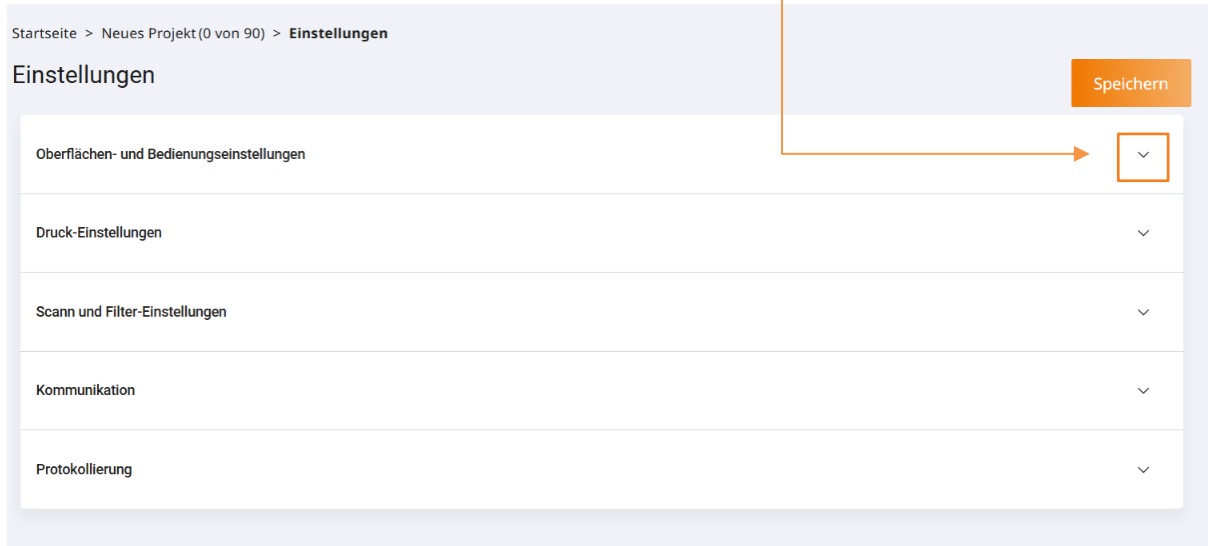 Startseite > Neues Projekt (0 von 90) > Einstellungen
Einstellungen
Speichern
Oberflächen- und Bedienungseinstellungen
Druck-Einstellungen
Scann und Filter-Einstellungen
Kommunikation
Protokollierung